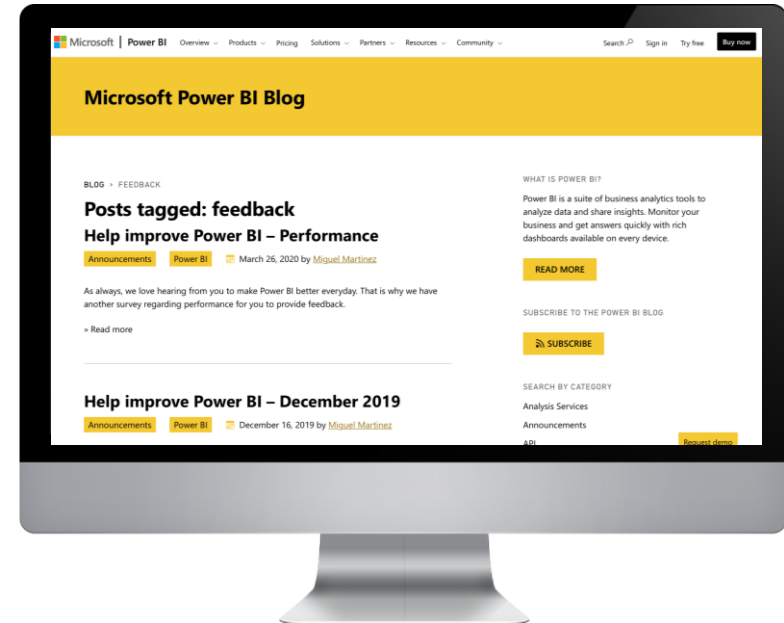 Microsoft | Power BI Overview Products Pricing Solutions Partners Resources Community Search Sign in Try free Buy now
Microsoft Power BI Blog
BLOG > FEEDBACK
Posts tagged: feedback
Help improve Power BI – Performance
Announcements Power BI March 26, 2020 by Miguel Martinez
As always, we love hearing from you to make Power BI better everyday. That is why we have
another survey regarding performance for you to provide feedback.
» Read more
Help improve Power BI – December 2019
Announcements Power BI December 16, 2019 by Miguel Martinez
WHAT IS POWER BI?
Power BI is a suite of business analytics tools to
analyze data and share insights. Monitor your
business and get answers quickly with rich
dashboards available on every device.
READ MORE
SUBSCRIBE TO THE POWER BI BLOG
SUBSCRIBE
SEARCH BY CATEGORY
Analysis Services
Announcements
API
Request demo